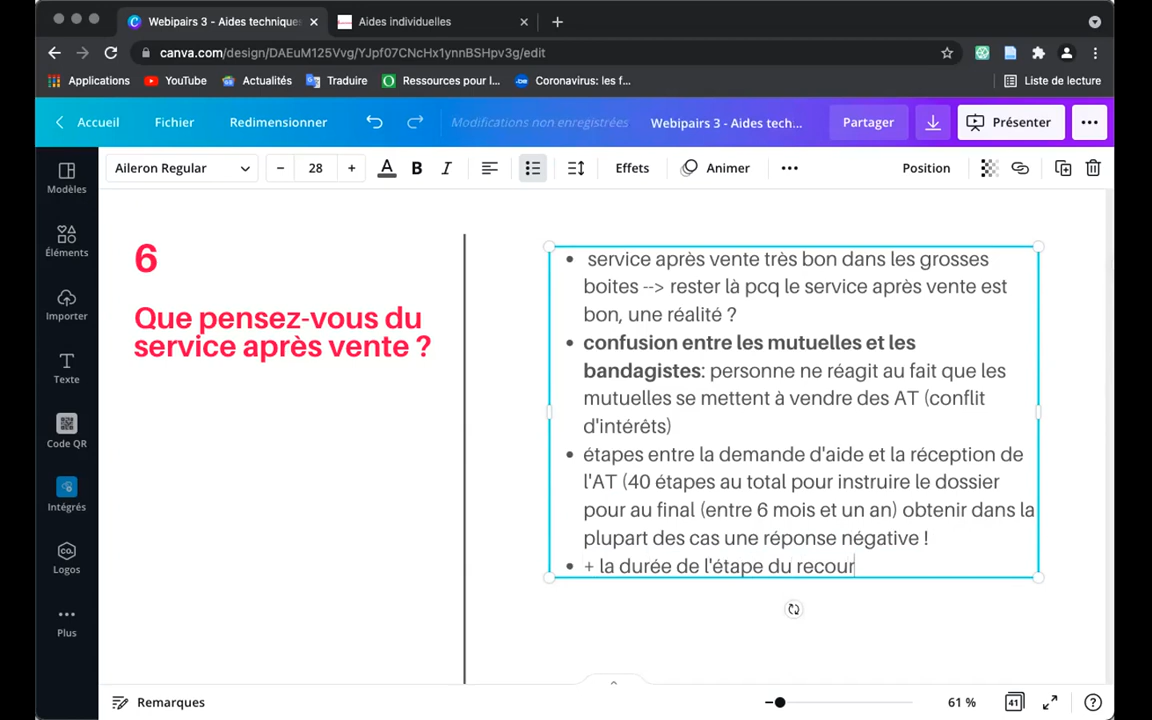 Webipairs 3 - Aides techniques
Aides individuelles
canva.com/design/DAEuM125Vvg/YJpf07CNcHx1ynnBSHpv3g/edit
Applications
YouTube
Actualités
Traduire
Ressources pour l...
Coronavirus: les f...
Liste de lecture
Accueil
Fichier
Redimensionner
Modifications non enregistrées
Webipairs 3 - Aides tech...
Partager
Présenter
Aileron Regular
28
B
I
Effets
Animer
Position
Modèles
Éléments
Importer
Texte
Code QR
Intégrés
co.
Logos
Plus
6
Que pensez-vous du
service après vente ?
• service après vente très bon dans les grosses
boites --> rester là pcq le service après vente est
bon, une réalité ?
• confusion entre les mutuelles et les
bandagistes: personne ne réagit au fait que les
mutuelles se mettent à vendre des AT (conflit
d'intérêts)
• étapes entre la demande d'aide et la réception de
l'AT (40 étapes au total pour instruire le dossier
pour au final (entre 6 mois et un an) obtenir dans la
plupart des cas une réponse négative !
• + la durée de l'étape du recour
Remarques
61 %
41